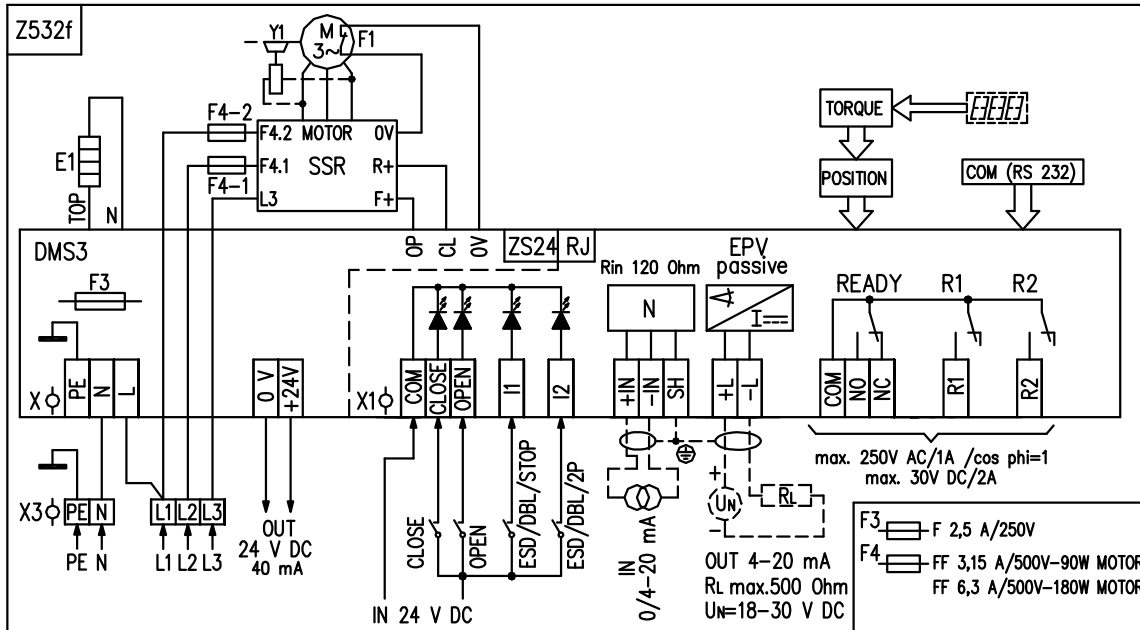 Z532f
Y1
M
3~
F1
F4-2
F4.2 MOTOR 0V
F4.1 SSR R+
F4-1
L3 F+
E1
TOP N
TORQUE
POSITION
COM (RS 232)
DMS3
OP CL 0V
ZS24 RJ
F3
Rin 120 Ohm
N
EPV
passive
I
READY R1 R2
X
PE N L
0 V +24V
X1
COM CLOSE OPEN I1 I2
+IN -IN SH
+L -L
COM NO NC
R1
R2
max. 250V AC/1A /cos phi=1
max. 30V DC/2A
X3
PE N
L1 L2 L3
PE N
L1 L2 L3
OUT
24 V DC
40 mA
CLOSE
OPEN
ESD/DBL/STOP
ESD/DBL/2P
IN 24 V DC
IN
0/4-20 mA
+
UN
-
RL
OUT 4-20 mA
RL max.500 Ohm
UN=18-30 V DC
F3 F 2,5 A/250V
F4 FF 3,15 A/500V-90W MOTOR
FF 6,3 A/500V-180W MOTOR